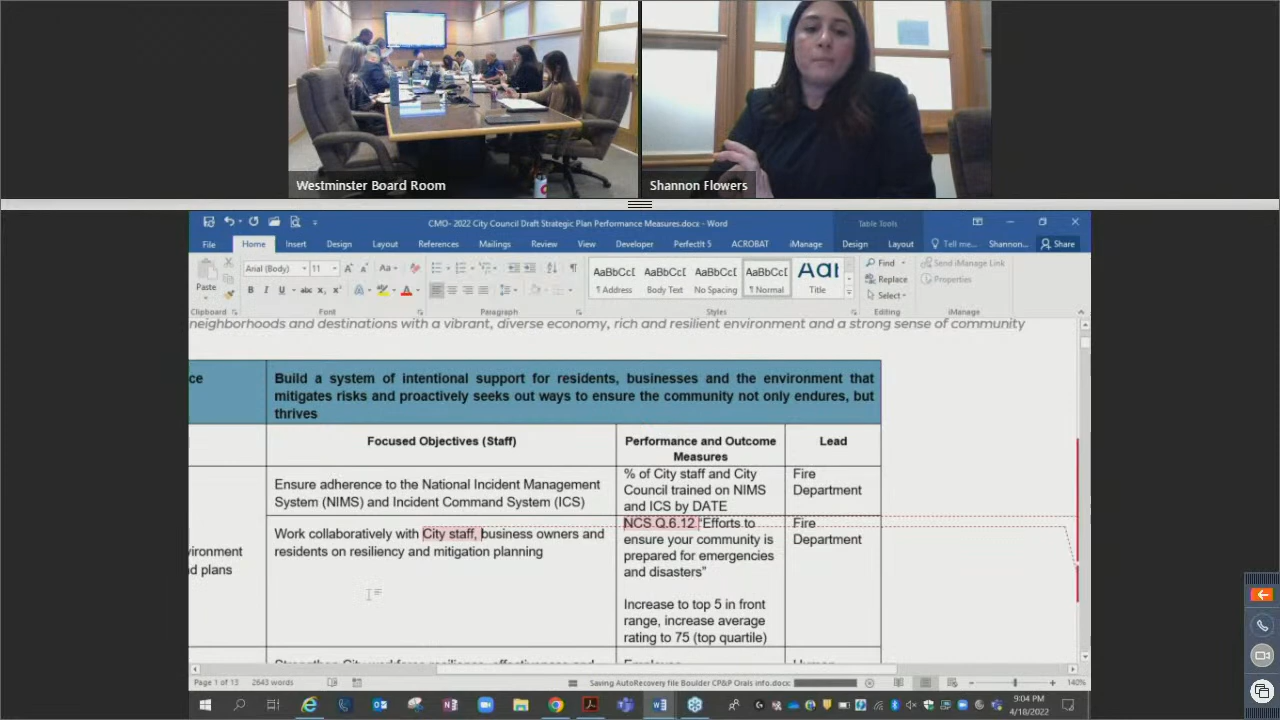 Westminster Board Room
Shannon Flowers
CMO- 2022 City Council Draft Strategic Plan Performance Measures.docx - Word
Table Tools
File Home Insert Design Layout References Mailings Review View Developer PerfectIt 5 ACROBAT iManage Design Layout Tell me... Shannon... Share
Arial (Body) 11
Paste
AaBbCcI AaBbCcI AaBbCcI AaBbCcI AaI
¶ Address Body Text No Spacing ¶ Normal Title
Find
Replace
Select
Send iManage Link
Properties
Clipboard Font Paragraph Styles Editing iManage
neighborhoods and destinations with a vibrant, diverse economy, rich and resilient environment and a strong sense of community
ce
Build a system of intentional support for residents, businesses and the environment that
mitigates risks and proactively seeks out ways to ensure the community not only endures, but
thrives
Focused Objectives (Staff)
Performance and Outcome
Measures
Lead
Ensure adherence to the National Incident Management
System (NIMS) and Incident Command System (ICS)
% of City staff and City
Council trained on NIMS
and ICS by DATE
Fire
Department
vironment
d plans
Work collaboratively with City staff, business owners and
residents on resiliency and mitigation planning
NCS Q.6.12 "Efforts to
ensure your community is
prepared for emergencies
and disasters"
Increase to top 5 in front
range, increase average
rating to 75 (top quartile)
Fire
Department
Strengthen City workforce resilience, effectiveness and
Employee
Human
Page 1 of 13 2643 words
Saving AutoRecovery file Boulder CP&P Orals info.docx:
140%
9:04 PM
4/18/2022